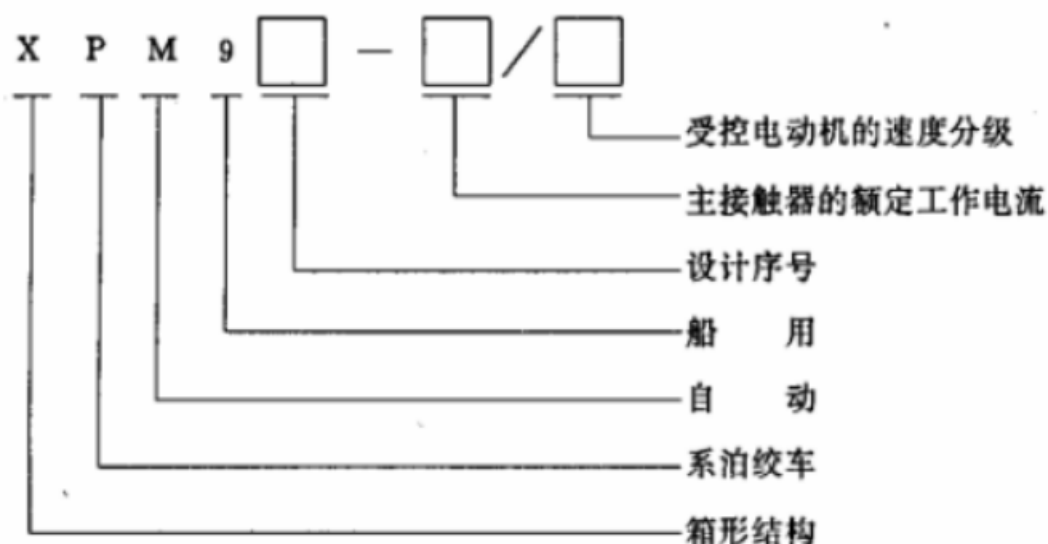 X P M 9 □ — □ / □
受控电动机的速度分级
主接触器的额定工作电流
设计序号
船 用
自 动
系泊绞车
箱形结构